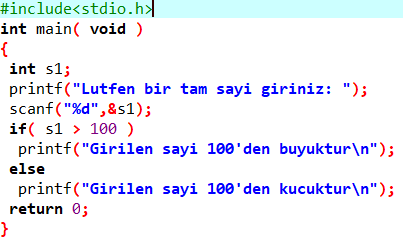 #include<stdio.h>
int main( void )
{
 int s1;
 printf("Lutfen bir tam sayi giriniz: ");
 scanf("%d",&s1);
 if( s1 > 100 )
  printf("Girilen sayi 100'den buyuktur\n");
 else
  printf("Girilen sayi 100'den kucuktur\n");
 return 0;
}